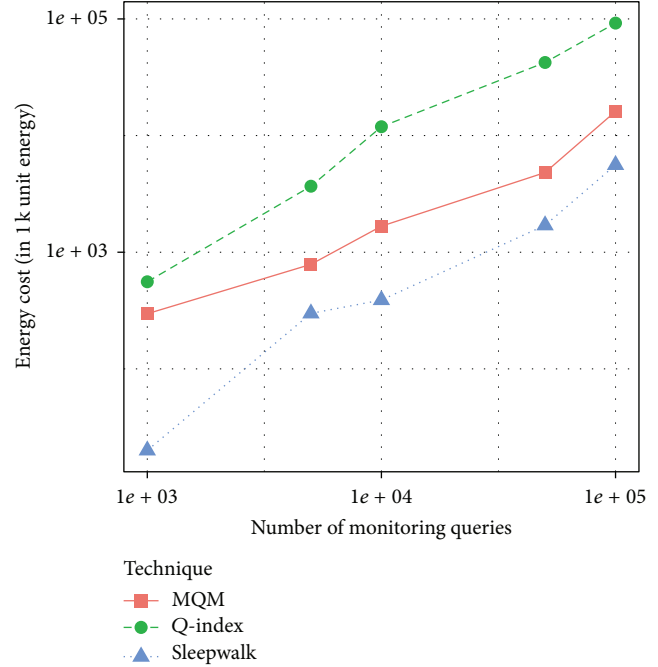 1e + 05
1e + 03
Energy cost (in 1 k unit energy)
1e + 03
1e + 04
1e + 05
Number of monitoring queries
Technique
MQM
Q-index
Sleepwalk